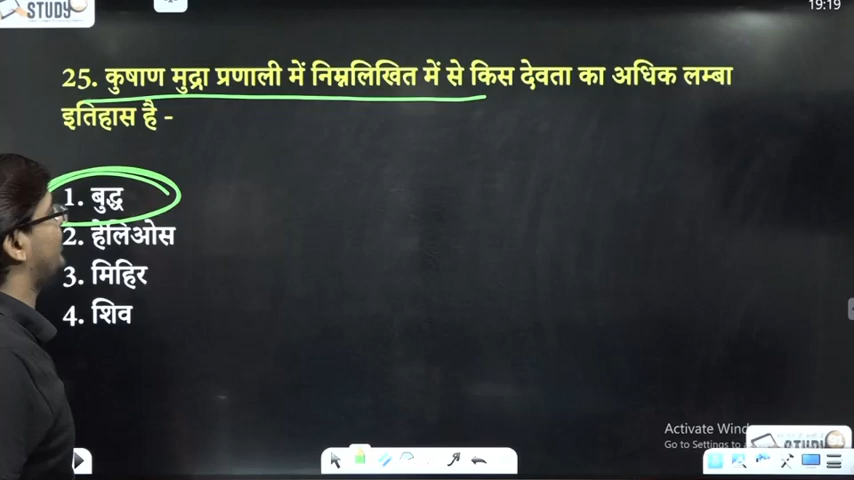 STUDY
19:19
25. कुषाण मुद्रा प्रणाली में निम्नलिखित में से किस देवता का अधिक लम्बा
इतिहास है -
1. बुद्ध
2. हेलिओस
3. मिहिर
4. शिव
Activate Wind
Go to Settings to
STUDY